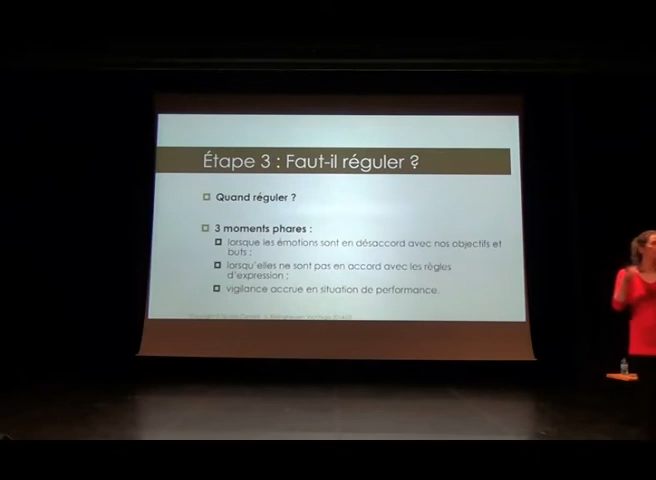 Étape 3 : Faut-il réguler ?
Quand réguler ?
3 moments phares :
lorsque les émotions sont en désaccord avec nos objectifs et
buts ;
lorsqu'elles ne sont pas en accord avec les règles
d'expression ;
vigilance accrue en situation de performance.